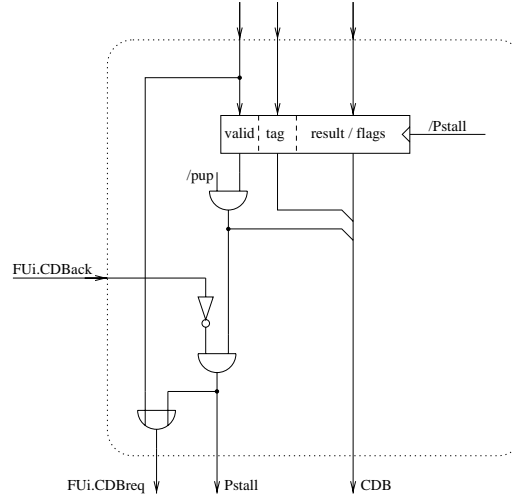 valid tag result / flags /Pstall
/pup
FUi.CDBack
FUi.CDBreq Pstall CDB